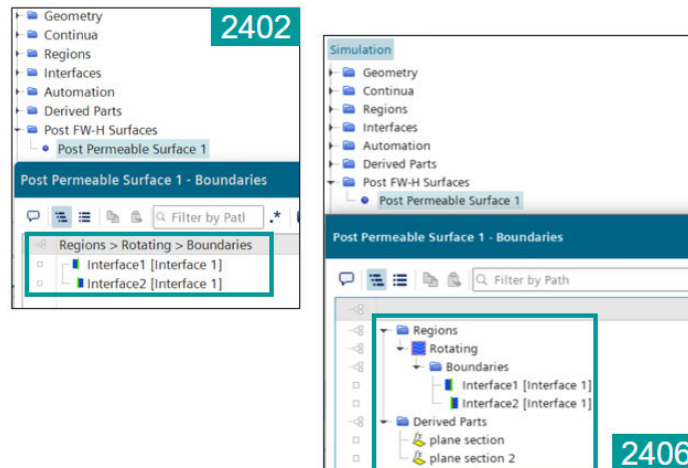 2402
Geometry
Continua
Regions
Interfaces
Automation
Derived Parts
Post FW-H Surfaces
Post Permeable Surface 1
Post Permeable Surface 1 - Boundaries
Filter by Patl
.*
Regions > Rotating > Boundaries
Interface1 [Interface 1]
Interface2 [Interface 1]
Simulation
Geometry
Continua
Regions
Interfaces
Automation
Derived Parts
Post FW-H Surfaces
Post Permeable Surface 1
Post Permeable Surface 1 - Boundaries
Filter by Path
Regions
Rotating
Boundaries
Interface1 [Interface 1]
Interface2 [Interface 1]
Derived Parts
plane section
plane section 2
2406